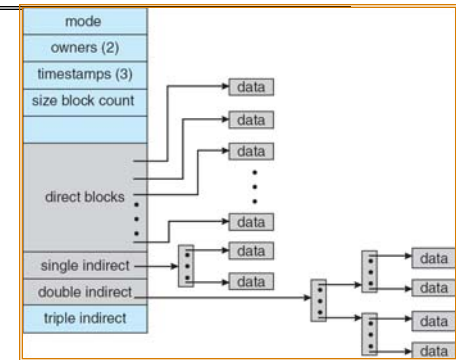 mode
owners (2)
timestamps (3)
size block count
data
data
data
direct blocks
data
single indirect
data
data
double indirect
data
data
triple indirect
data
data